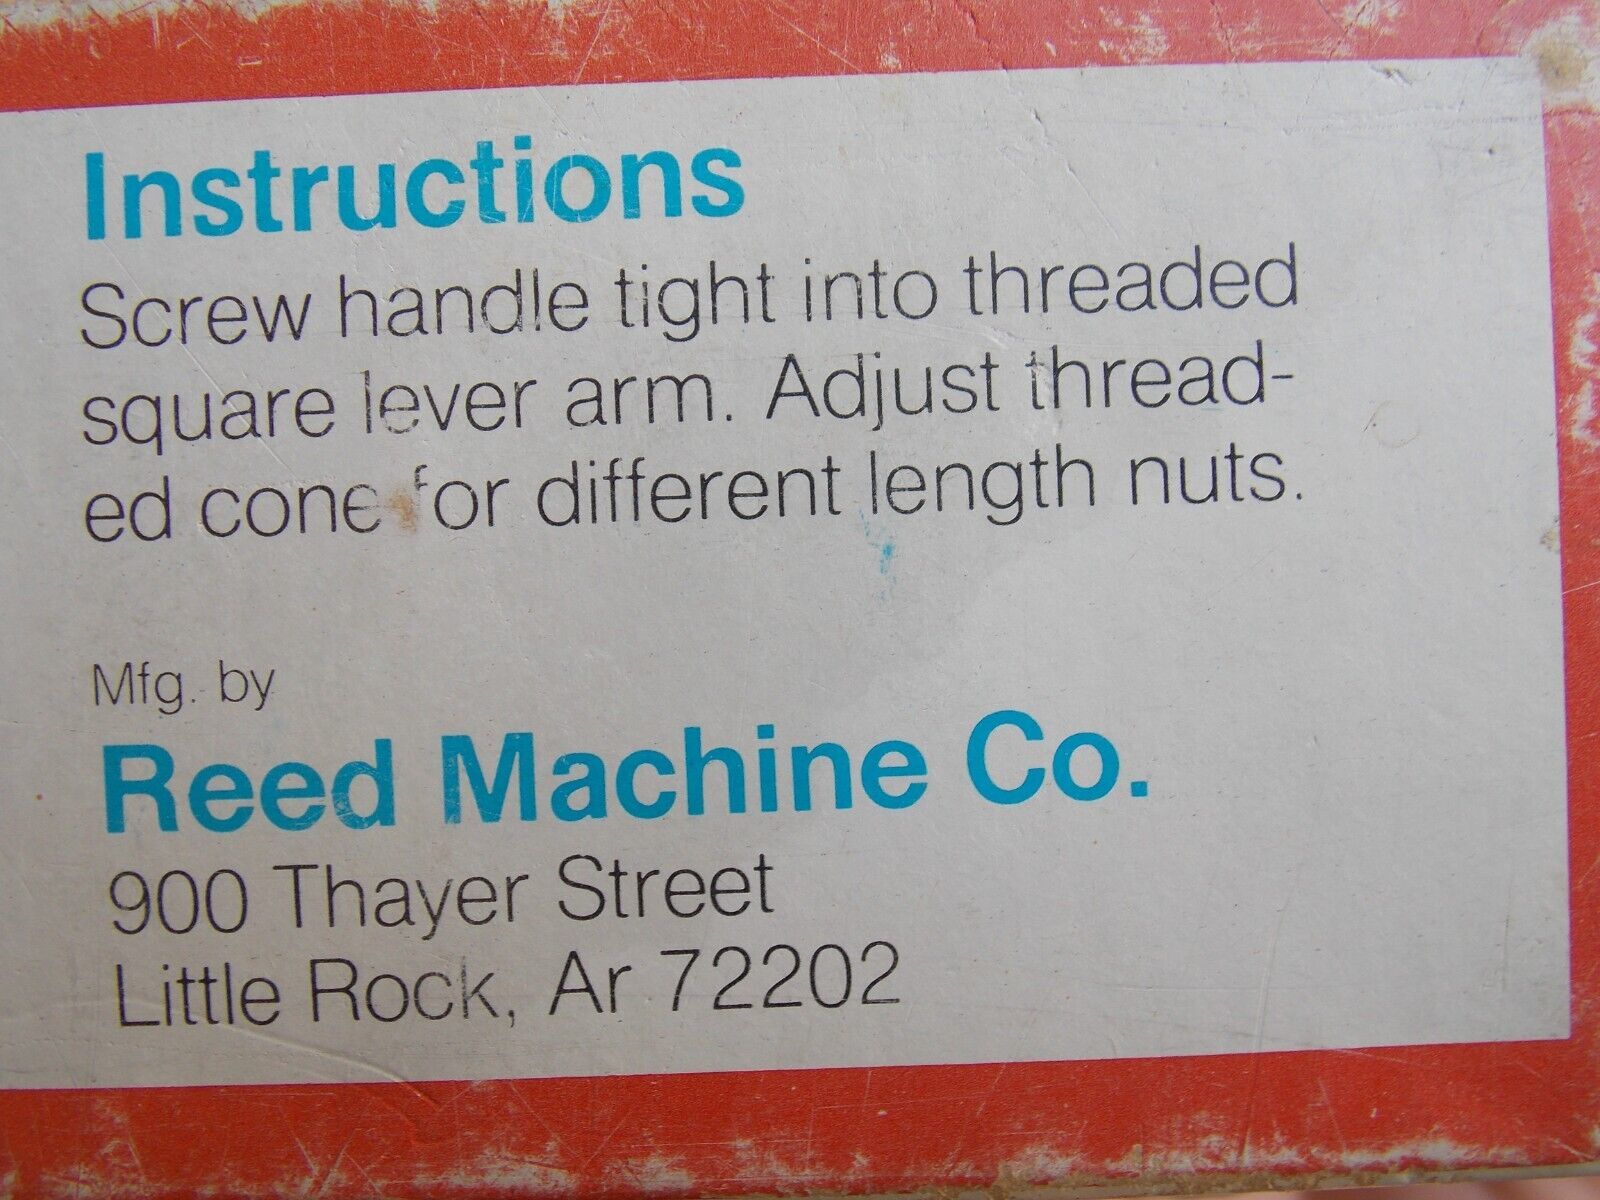 Instructions
Screw handle tight into threaded
square lever arm. Adjust thread-
ed cone for different length nuts.
Mfg. by
Reed Machine Co.
900 Thayer Street
Little Rock, Ar 72202